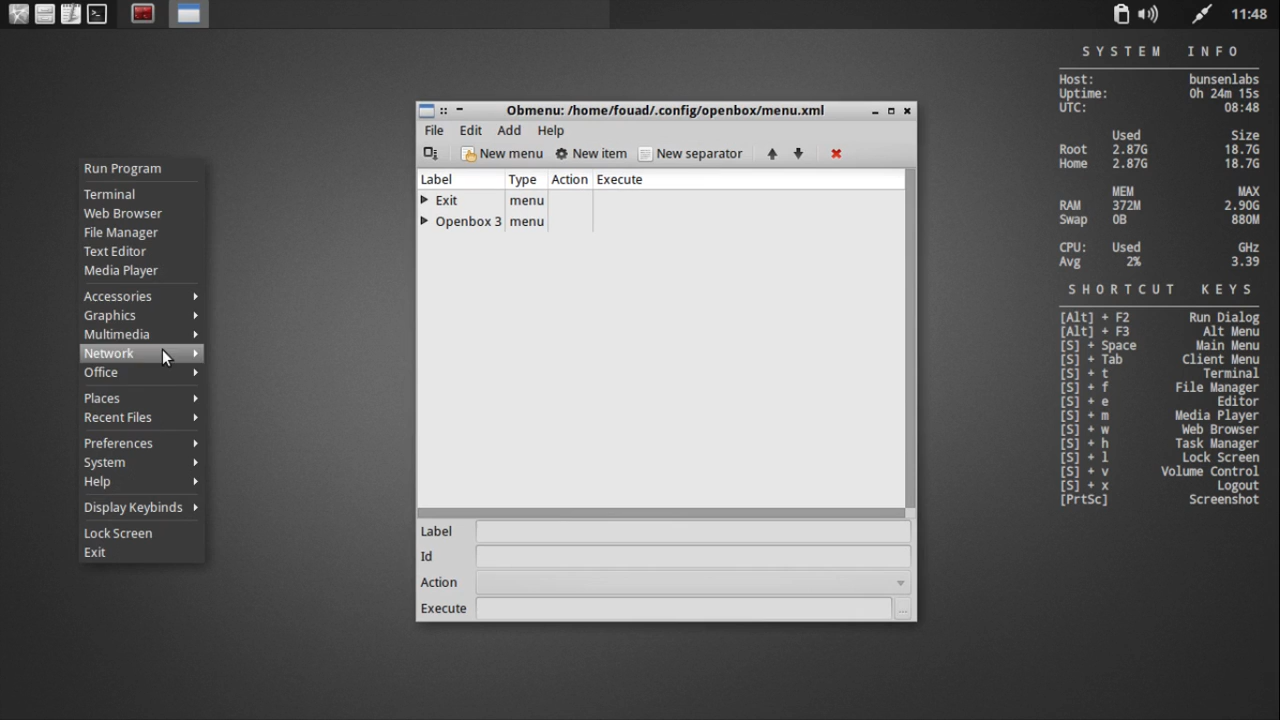 11:48
Run Program
Terminal
Web Browser
File Manager
Text Editor
Media Player
Accessories
Graphics
Multimedia
Network
Office
Places
Recent Files
Preferences
System
Help
Display Keybinds
Lock Screen
Exit
Obmenu: /home/fouad/.config/openbox/menu.xml
File Edit Add Help
New menu New item New separator
Label Type Action Execute
Exit menu
Openbox 3 menu
Label
Id
Action
Execute ...
SYSTEM INFO
Host: bunsenlabs
Uptime: 0h 24m 15s
UTC: 08:48
Used Size
Root 2.87G 18.7G
Home 2.87G 18.7G
MEM MAX
RAM 372M 2.90G
Swap 0B 880M
CPU: Used GHz
Avg 2% 3.39
SHORTCUT KEYS
[Alt] + F2 Run Dialog
[Alt] + F3 Alt Menu
[S] + Space Main Menu
[S] + Tab Client Menu
[S] + t Terminal
[S] + f File Manager
[S] + e Editor
[S] + m Media Player
[S] + w Web Browser
[S] + h Task Manager
[S] + l Lock Screen
[S] + v Volume Control
[S] + x Logout
[PrtSc] Screenshot